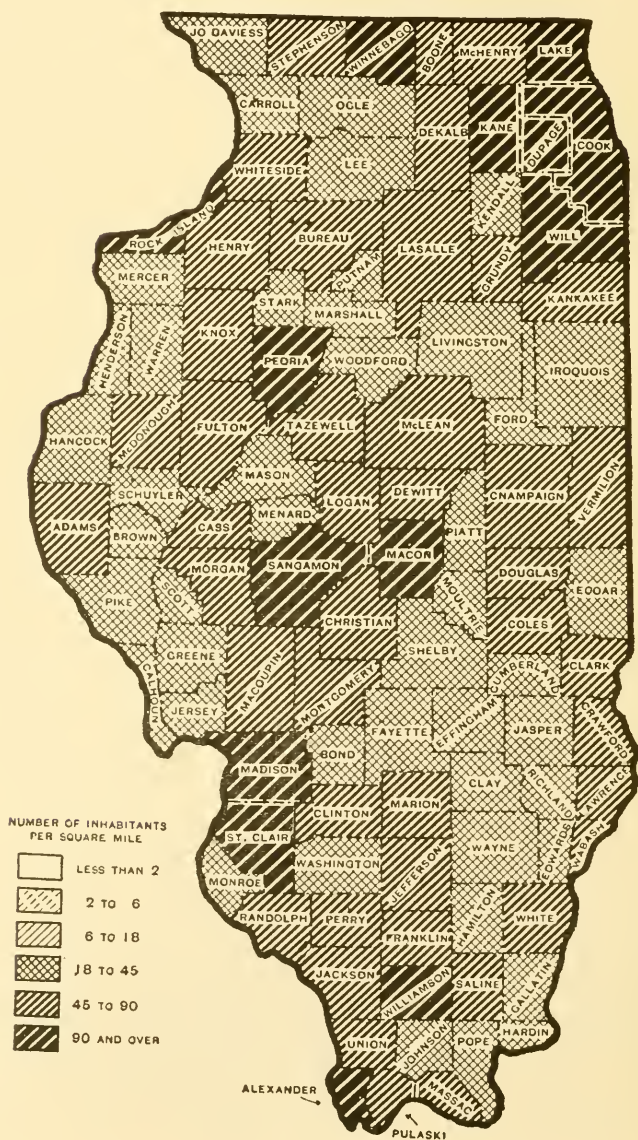 JO DAVIESS
STEPHENSON
WINNEBAGO
BOONE
McHENRY
LAKE
CARROLL
OGLE
DEKALB
KANE
DUPAGE
COOK
WHITESIDE
LEE
KENDALL
WILL
ROCK ISLAND
HENRY
BUREAU
LASALLE
GRUNDY
MERCER
PUTNAM
KANKAKEE
STARK
MARSHALL
HENDERSON
WARREN
KNOX
PEORIA
WOODFORD
LIVINGSTON
IROQUOIS
FORD
HANCOCK
McDONOUGH
FULTON
TAZEWELL
McLEAN
MASON
SCHUYLER
LOGAN
DEWITT
CHAMPAIGN
VERMILION
ADAMS
BROWN
CASS
MENARD
PIATT
MACON
MORGAN
SANGAMON
DOUGLAS
EDGAR
PIKE
SCOTT
CHRISTIAN
MOULTRIE
COLES
GREENE
MACOUPIN
SHELBY
CUMBERLAND
CLARK
CALHOUN
JERSEY
MONTGOMERY
FAYETTE
EFFINGHAM
JASPER
CRAWFORD
MADISON
BOND
CLAY
RICHLAND
LAWRENCE
CLINTON
MARION
ST. CLAIR
WAYNE
EDWARDS
WABASH
MONROE
WASHINGTON
JEFFERSON
RANDOLPH
PERRY
HAMILTON
WHITE
FRANKLIN
JACKSON
WILLIAMSON
SALINE
GALLATIN
UNION
JOHNSON
POPE
HARDIN
ALEXANDER
MASSAC
PULASKI
NUMBER OF INHABITANTS
PER SQUARE MILE
LESS THAN 2
2 TO 6
6 TO 18
18 TO 45
45 TO 90
90 AND OVER